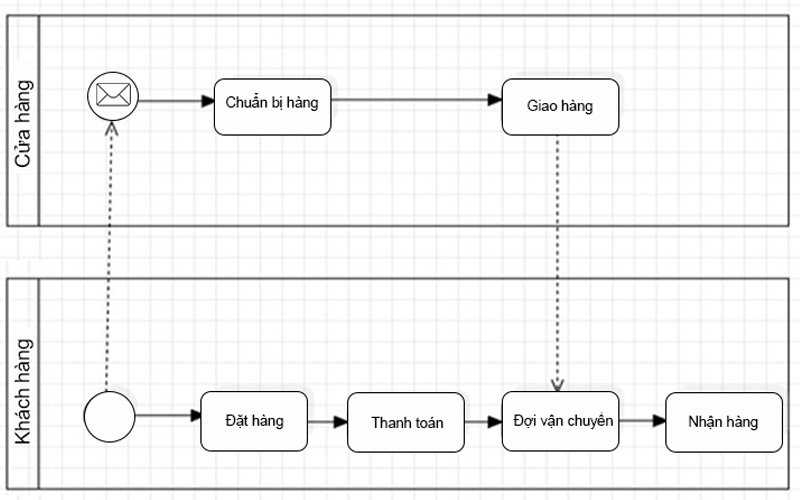 Cửa hàng
Chuẩn bị hàng
Giao hàng
Khách hàng
Đặt hàng
Thanh toán
Đợi vận chuyển
Nhận hàng